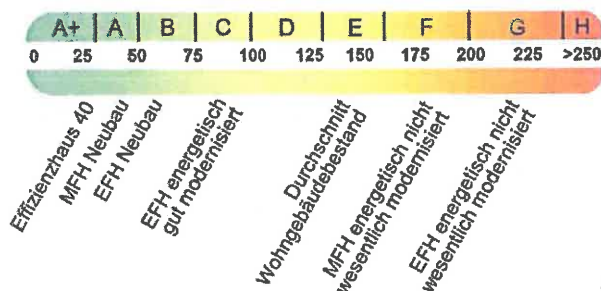 A+ A B C D E F G H
0 25 50 75 100 125 150 175 200 225 >250
Effizienzhaus 40
MFH Neubau
EFH Neubau
EFH energetisch
gut modernisiert
Durchschnitt
Wohngebäudebestand
MFH energetisch nicht
wesentlich modernisiert
EFH energetisch nicht
wesentlich modernisiert